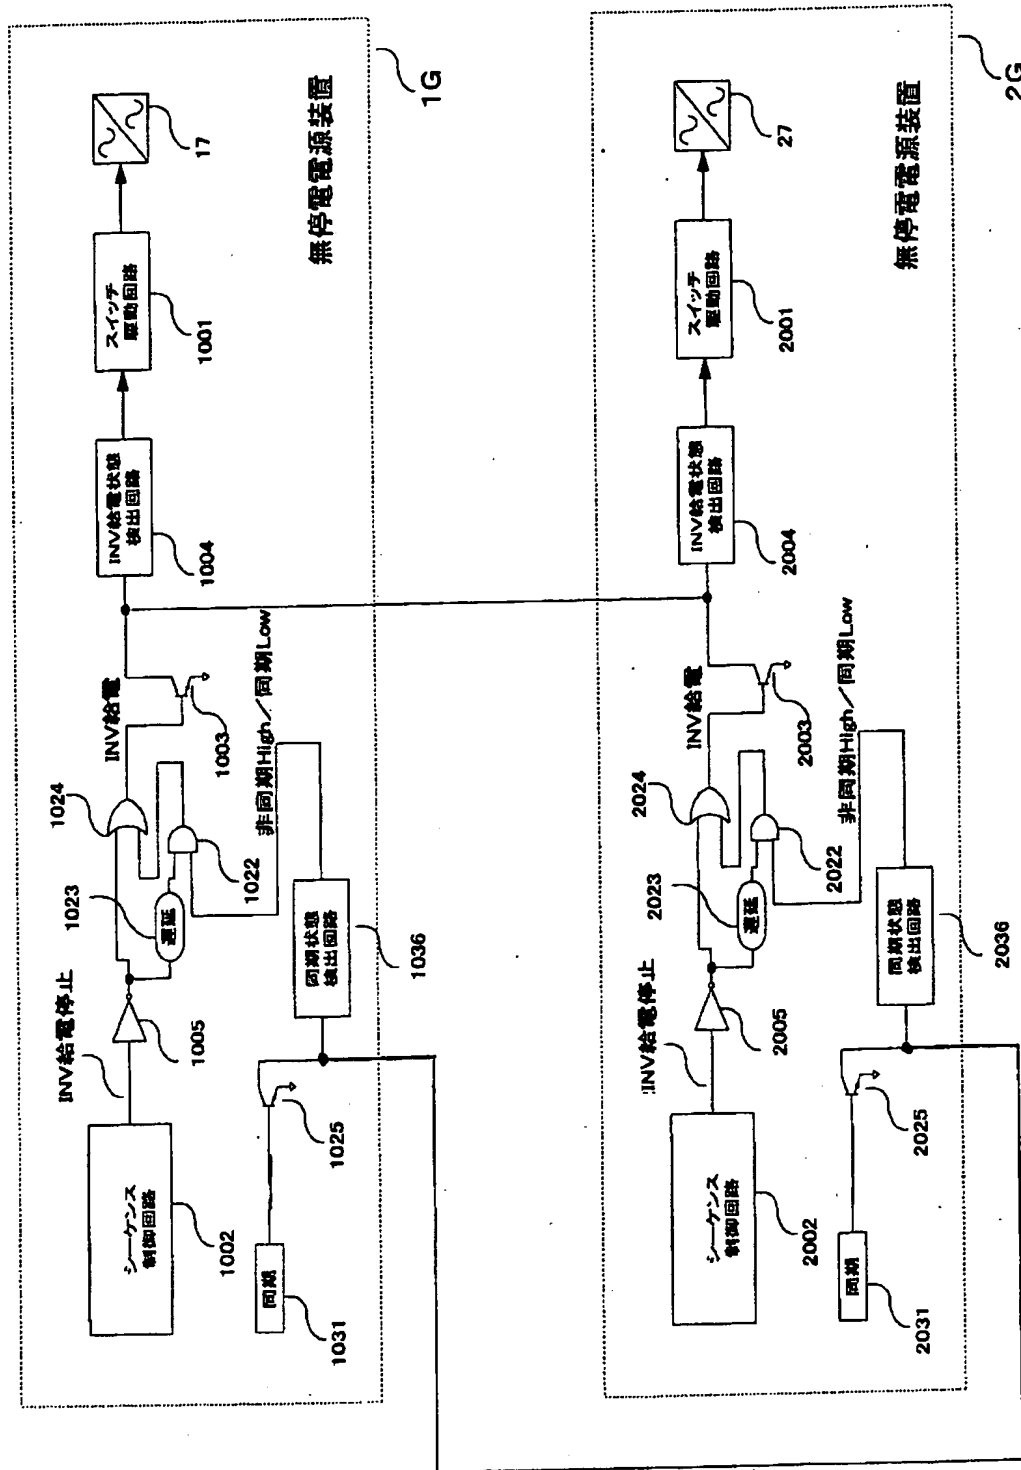 シーケンス
制御回路
1002
INV給電停止
1005
1023
遅延
1024
1022
INV給電
1003
非同期High／同期Low
INV給電状態
検出回路
1004
スイッチ
駆動回路
1001
17
同期
1031
1025
同期状態
検出回路
1036
無停電電源装置
1G
シーケンス
制御回路
2002
INV給電停止
2005
2023
遅延
2024
2022
INV給電
2003
非同期High／同期Low
INV給電状態
検出回路
2004
スイッチ
駆動回路
2001
27
同期
2031
2025
同期状態
検出回路
2036
無停電電源装置
2G